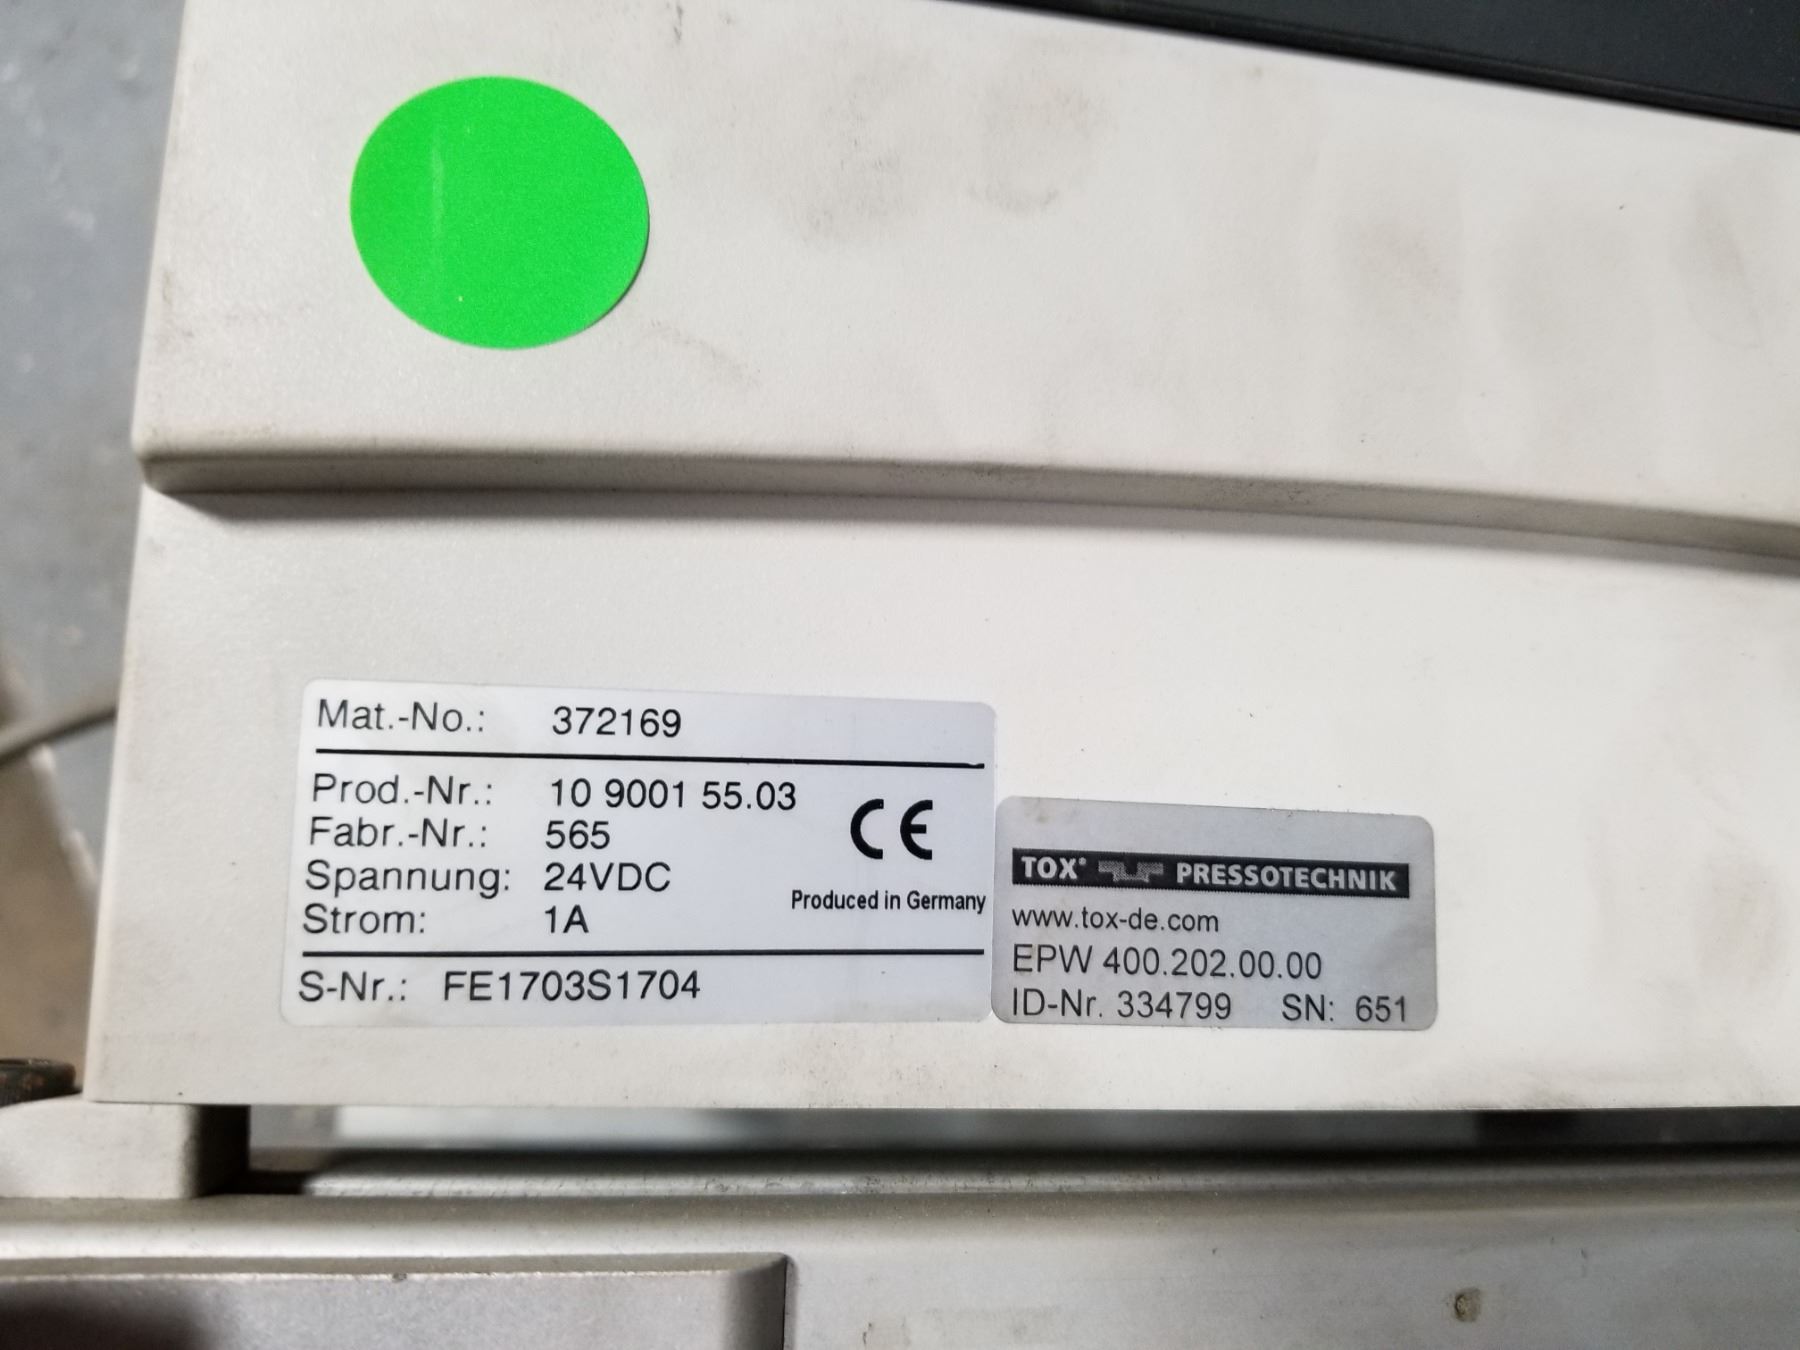 Mat.-No.: 372169
Prod.-Nr.: 10 9001 55.03
Fabr.-Nr.: 565
Spannung: 24VDC
Strom: 1A
CE
Produced in Germany
S-Nr.: FE1703S1704
TOX® PRESSOTECHNIK
www.tox-de.com
EPW 400.202.00.00
ID-Nr. 334799 SN: 651